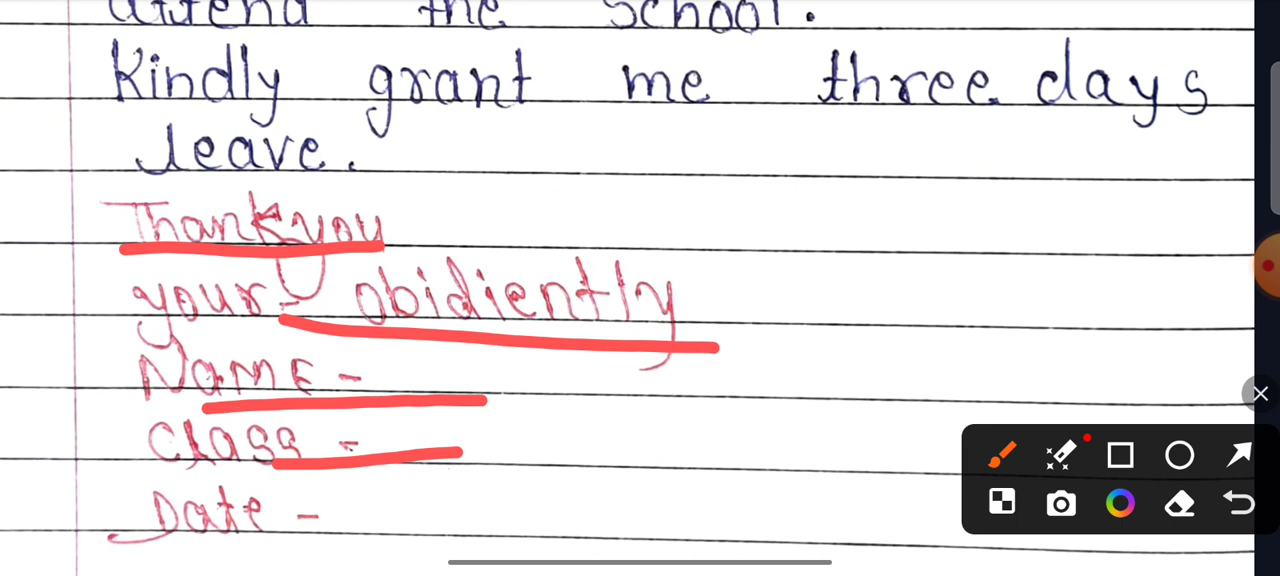 attend the school.
Kindly grant me three days
leave.
Thankyou
your- obidiently
Name -
Class -
Date -